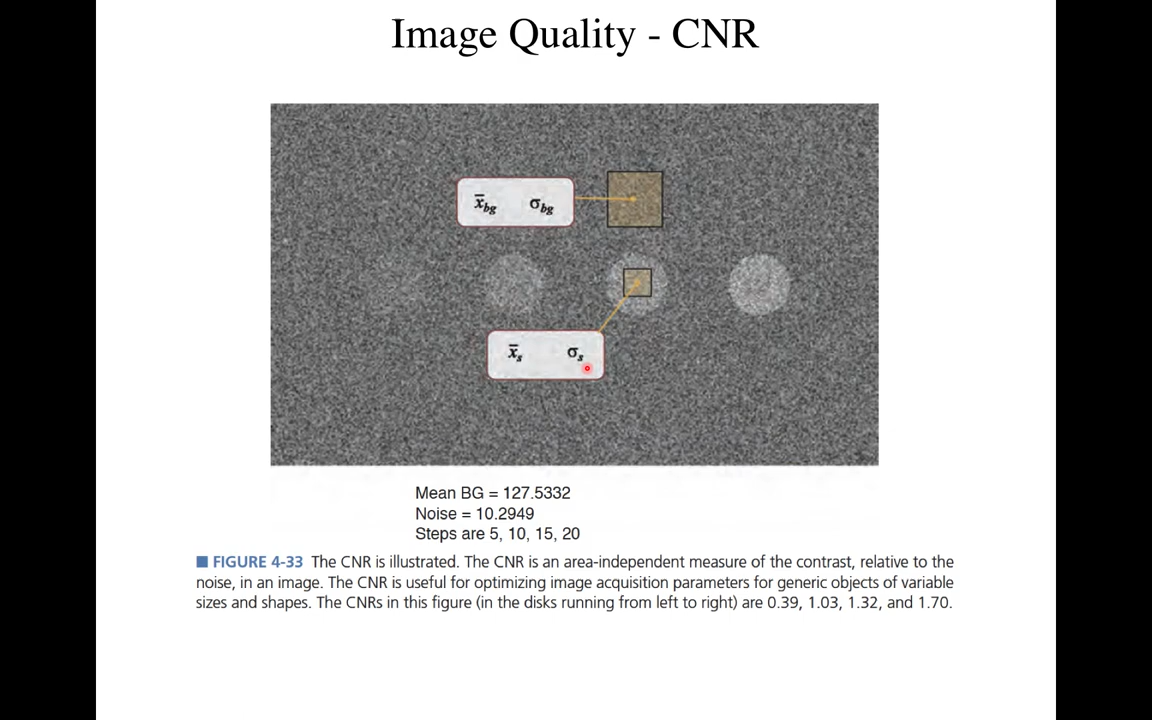 Image Quality - CNR
x̄bg σbg
x̄s σs
Mean BG = 127.5332
Noise = 10.2949
Steps are 5, 10, 15, 20
FIGURE 4-33 The CNR is illustrated. The CNR is an area-independent measure of the contrast, relative to the
noise, in an image. The CNR is useful for optimizing image acquisition parameters for generic objects of variable
sizes and shapes. The CNRs in this figure (in the disks running from left to right) are 0.39, 1.03, 1.32, and 1.70.